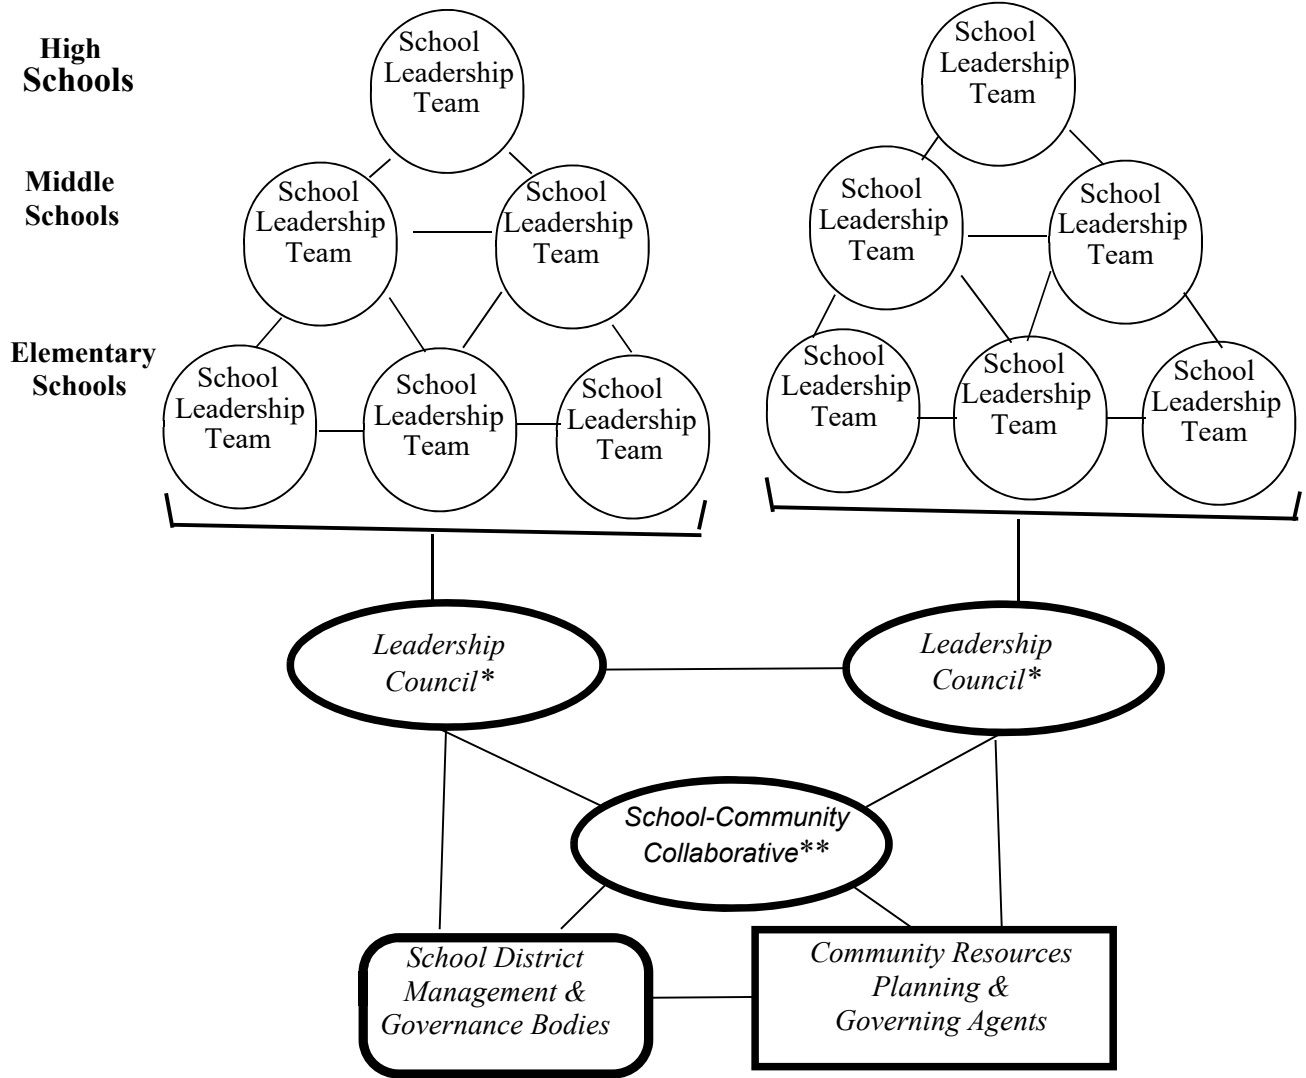 High
Schools
School
Leadership
Team
School
Leadership
Team
Middle
Schools
School
Leadership
Team
School
Leadership
Team
School
Leadership
Team
School
Leadership
Team
Elementary
Schools
School
Leadership
Team
School
Leadership
Team
School
Leadership
Team
School
Leadership
Team
School
Leadership
Team
School
Leadership
Team
Leadership
Council*
Leadership
Council*
School-Community
Collaborative**
School District
Management &
Governance Bodies
Community Resources
Planning &
Governing Agents